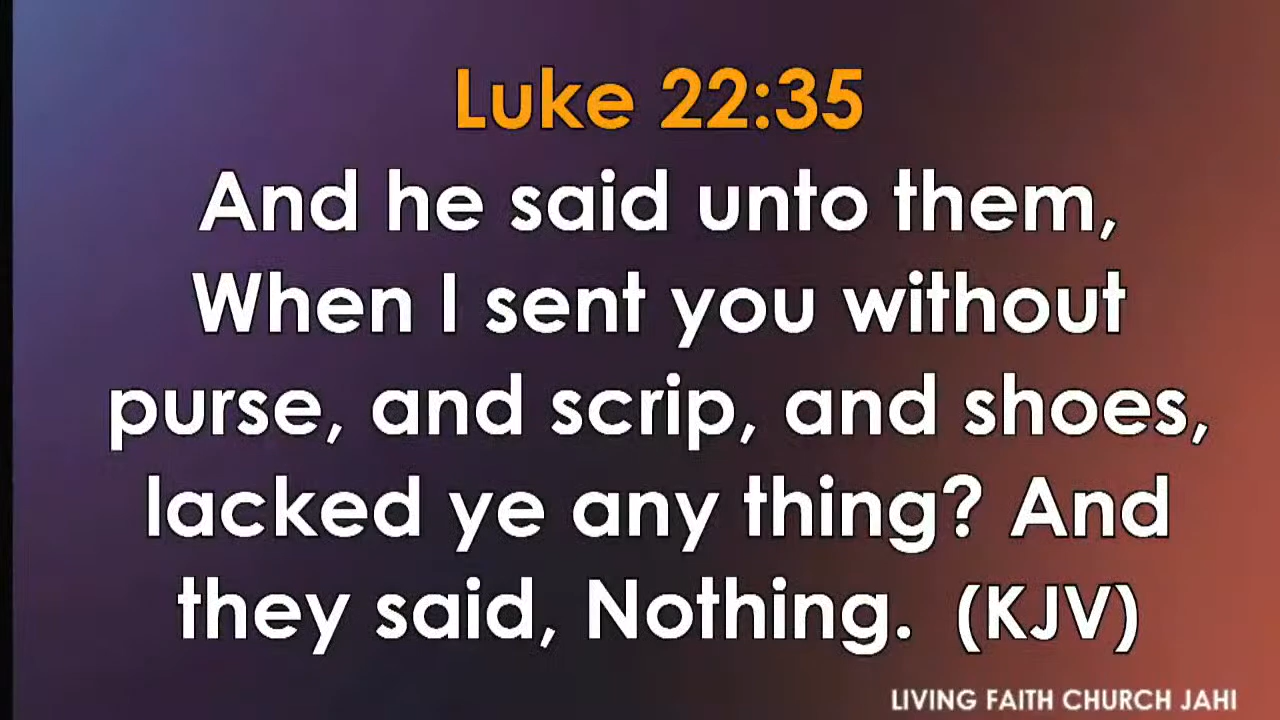 Luke 22:35
And he said unto them,
When I sent you without
purse, and scrip, and shoes,
lacked ye any thing? And
they said, Nothing. (KJV)
LIVING FAITH CHURCH JAHI